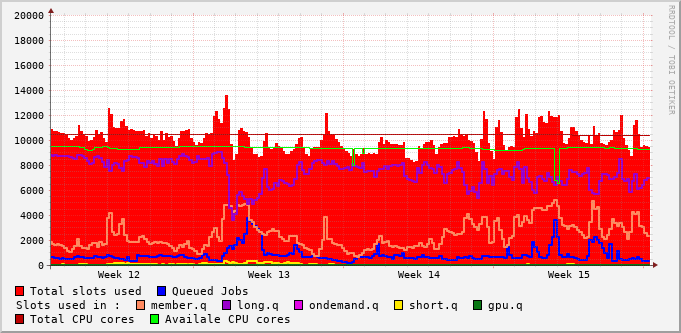 20000
18000
16000
14000
12000
10000
8000
6000
4000
2000
0
Week 12 Week 13 Week 14 Week 15
Total slots used Queued Jobs
Slots used in : member.q long.q ondemand.q short.q gpu.q
Total CPU cores Availale CPU cores
RRDTOOL / TOBI OETIKER